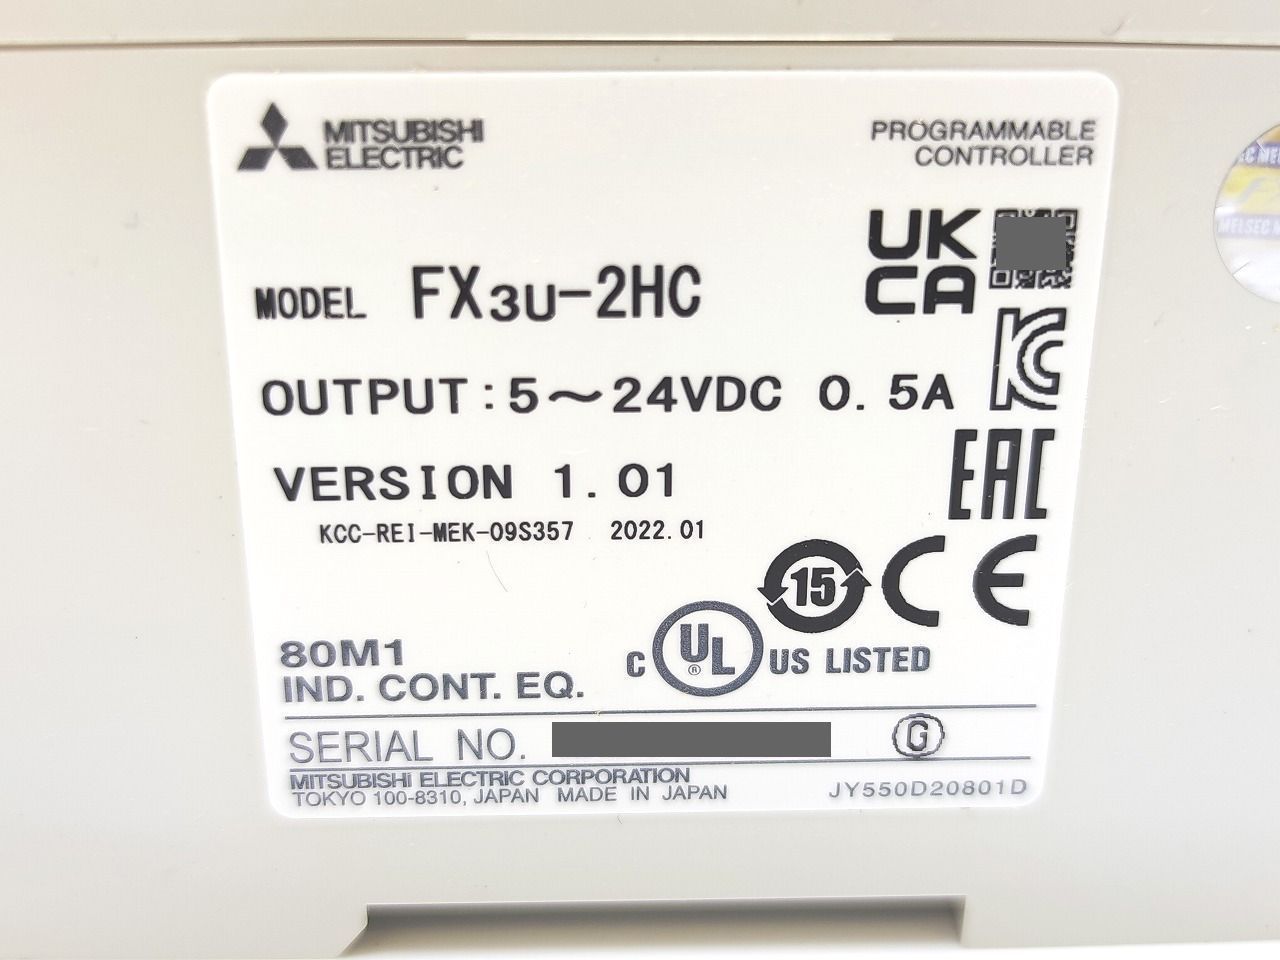 MITSUBISHI
ELECTRIC
PROGRAMMABLE
CONTROLLER
UK
CA
MODEL FX3U-2HC
KC
OUTPUT:5～24VDC 0.5A
EAC
VERSION 1.01
KCC-REI-MEK-09S357 2022.01
15 CE
80M1
IND. CONT. EQ.
C UL® US LISTED
SERIAL NO. G
MITSUBISHI ELECTRIC CORPORATION
TOKYO 100-8310, JAPAN MADE IN JAPAN
JY550D20801D
MELSEC